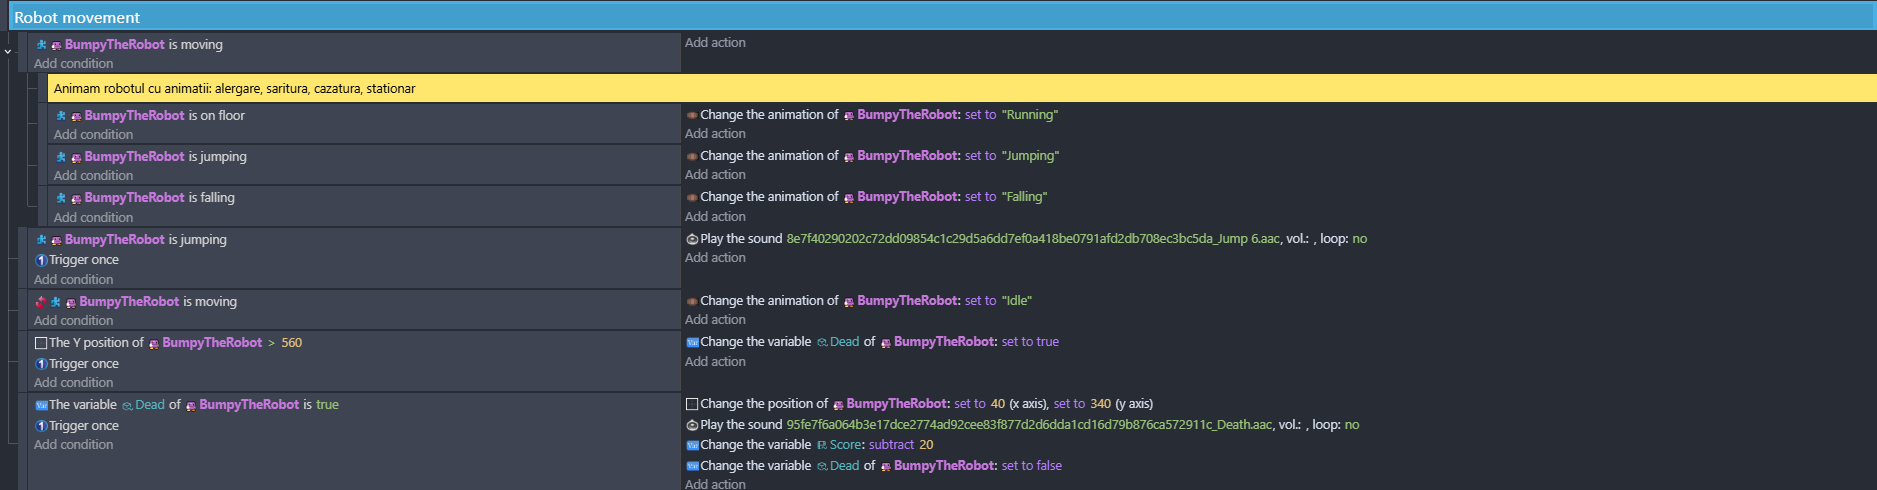 Robot movement
BumpyTheRobot is moving
Add action
Add condition
Animam robotul cu animatii: alergare, saritura, cazatura, stationar
BumpyTheRobot is on floor
Change the animation of BumpyTheRobot: set to "Running"
Add condition
Add action
BumpyTheRobot is jumping
Change the animation of BumpyTheRobot: set to "Jumping"
Add condition
Add action
BumpyTheRobot is falling
Change the animation of BumpyTheRobot: set to "Falling"
Add condition
Add action
BumpyTheRobot is jumping
Play the sound 8e7f40290202c72dd09854c1c29d5a6dd7ef0a418be0791afd2db708ec3bc5da_Jump 6.aac, vol.: , loop: no
Trigger once
Add action
Add condition
BumpyTheRobot is moving
Change the animation of BumpyTheRobot: set to "Idle"
Add condition
Add action
The Y position of BumpyTheRobot > 560
Change the variable Dead of BumpyTheRobot: set to true
Trigger once
Add action
Add condition
The variable Dead of BumpyTheRobot is true
Change the position of BumpyTheRobot: set to 40 (x axis), set to 340 (y axis)
Trigger once
Play the sound 95fe7f6a064b3e17dce2774ad92cee83f877d2d6dda1cd16d79b876ca572911c_Death.aac, vol.: , loop: no
Add condition
Change the variable Score: subtract 20
Change the variable Dead of BumpyTheRobot: set to false
Add action